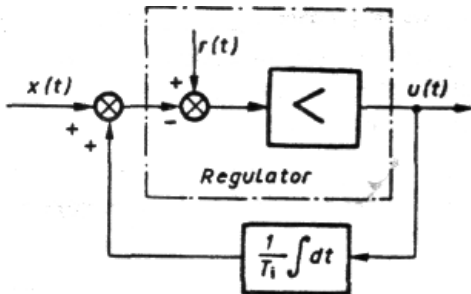 r(t)
x(t)
+
+
+
−
<
u(t)
Regulator
1/Tᵢ ∫ dt